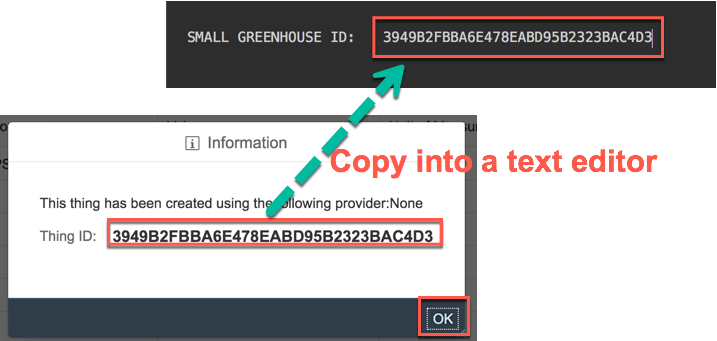 SMALL GREENHOUSE ID: 3949B2FBBA6E478EABD95B2323BAC4D3
Information
Copy into a text editor
This thing has been created using the following provider:None
Thing ID: 3949B2FBBA6E478EABD95B2323BAC4D3
OK